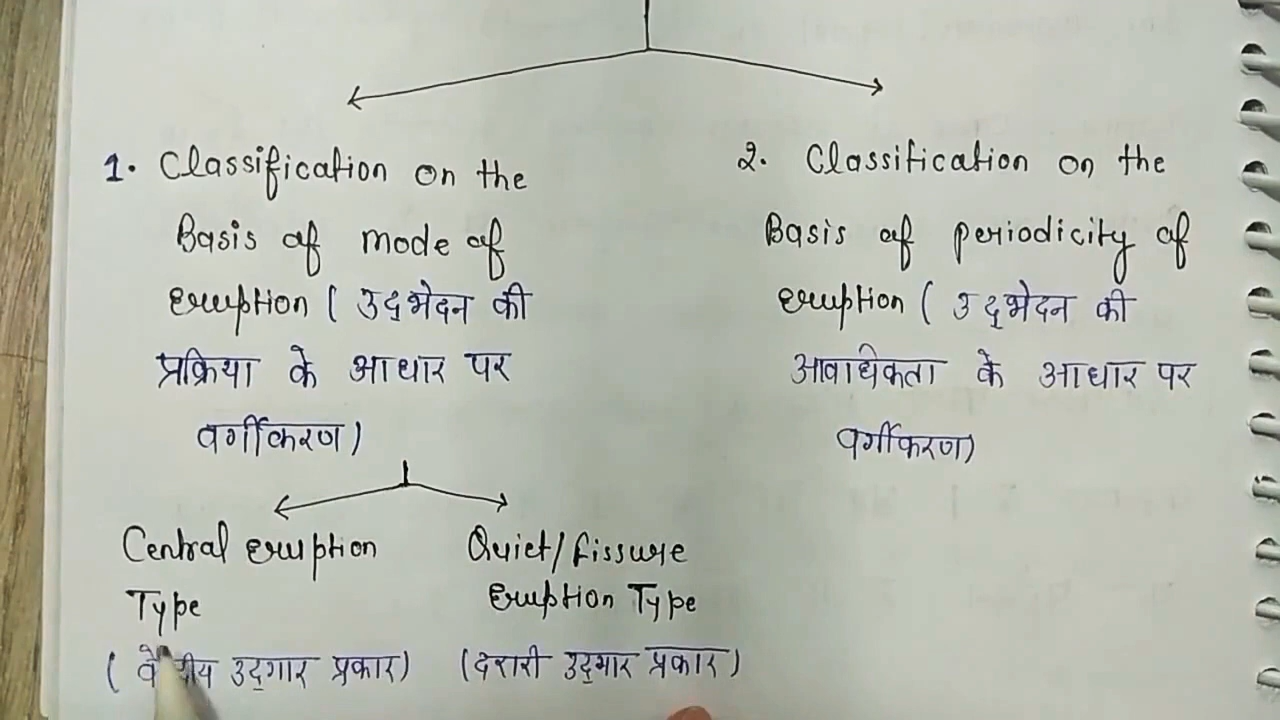 1. Classification on the
Basis of mode of
eruption ( उद्भेदन की
प्रक्रिया के आधार पर
वर्गीकरण)
Central eruption
Type
( उद्गार प्रकार)
Quiet/fissure
Eruption Type
(दरारी उद्गार प्रकार)
2. Classification on the
Basis of periodicity of
eruption ( उद्भेदन की
आवधिकता के आधार पर
वर्गीकरण)